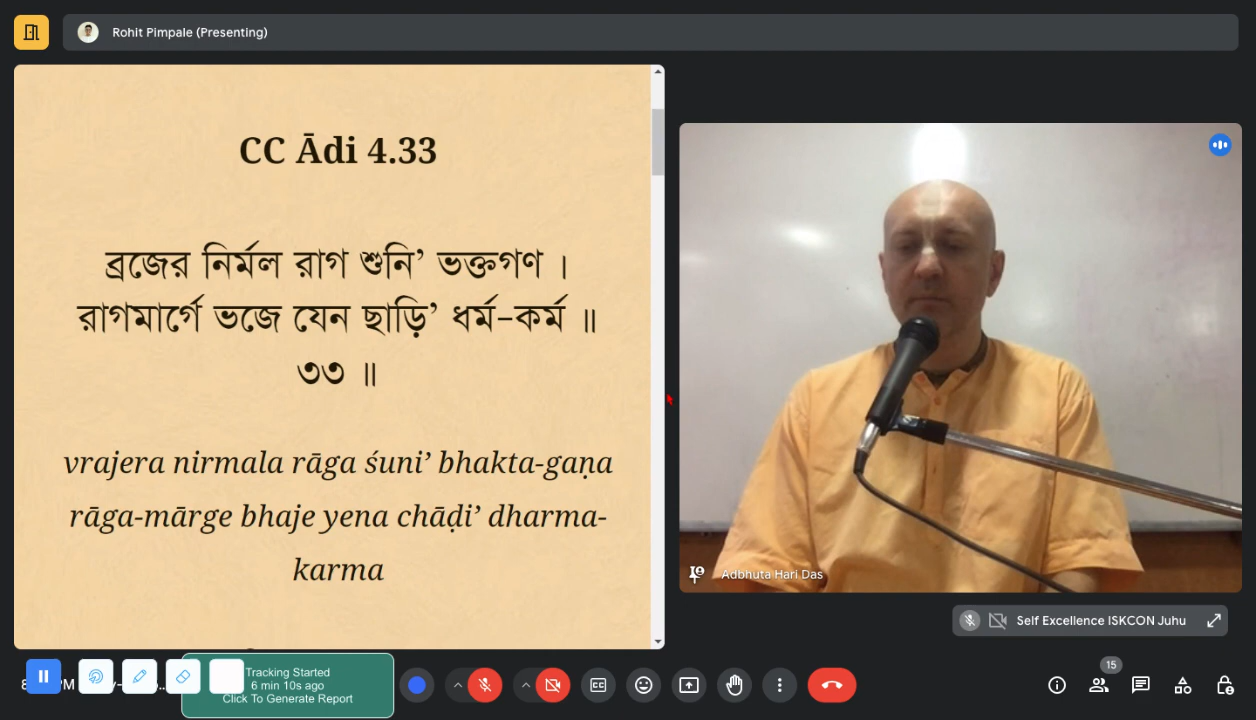 Rohit Pimpale (Presenting)
CC Ādi 4.33
ব্রজের নির্মল রাগ শুনি’ ভক্তগণ ।
রাগমার্গে ভজে যেন ছাড়ি’ ধর্ম–কর্ম ॥
৩৩ ॥
vrajera nirmala rāga śuni’ bhakta-gaṇa
rāga-mārge bhaje yena chāḍi’ dharma-
karma
Adbhuta Hari Das
Self Excellence ISKCON Juhu
Tracking Started
6 min 10s ago
Click To Generate Report
15